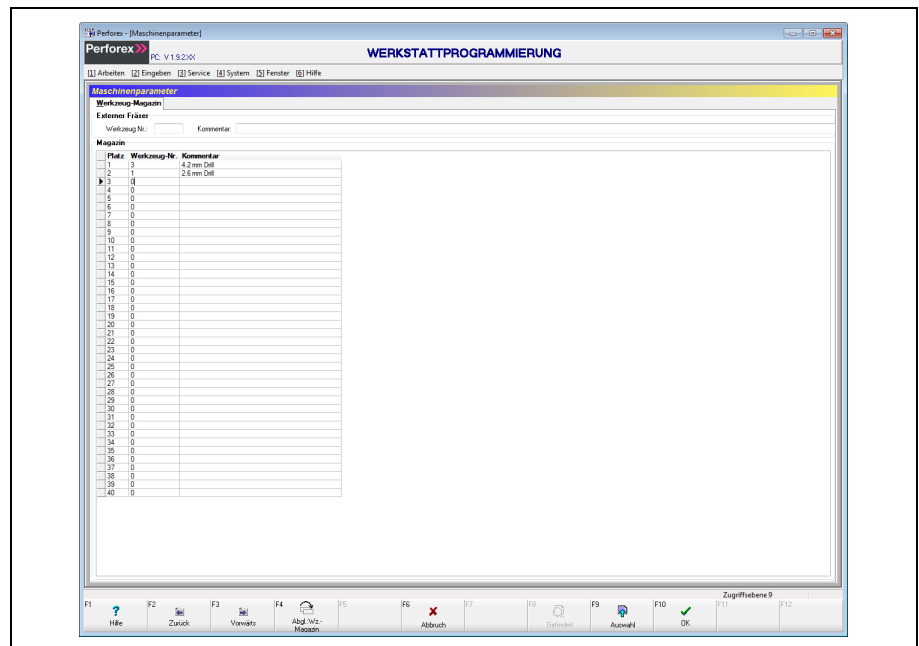 Perforex - [Maschinenparameter]
Perforex
PC: V 1.9.2XX
WERKSTATTPROGRAMMIERUNG
[1] Arbeiten [2] Eingeben [3] Service [4] System [5] Fenster [6] Hilfe
Maschinenparameter
Werkzeug-Magazin
Externer Fräser
Werkzeug Nr.: Kommentar:
Magazin
Platz Werkzeug-Nr. Kommentar
1 3 4.2 mm Drill
2 1 2.6 mm Drill
3 0
4 0
5 0
6 0
7 0
8 0
9 0
10 0
11 0
12 0
13 0
14 0
15 0
16 0
17 0
18 0
19 0
20 0
21 0
22 0
23 0
24 0
25 0
26 0
27 0
28 0
29 0
30 0
31 0
32 0
33 0
34 0
35 0
36 0
37 0
38 0
39 0
40 0
Zugriffsebene 9
F1 F2 F3 F4 F5 F6 F7 F8 F9 F10 F11 F12
Hilfe Zurück Vorwärts Abgl.:Wz.- Abbruch Auswahl OK
Magazin